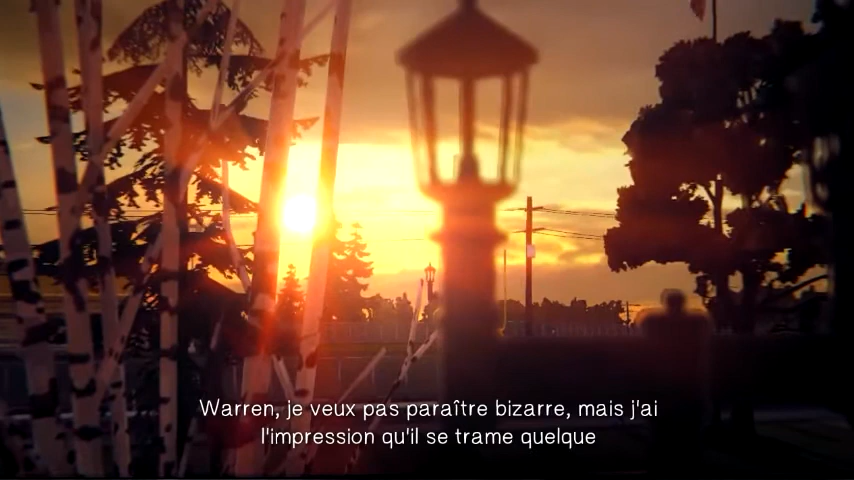 Warren, je veux pas paraître bizarre, mais j'ai
l'impression qu'il se trame quelque